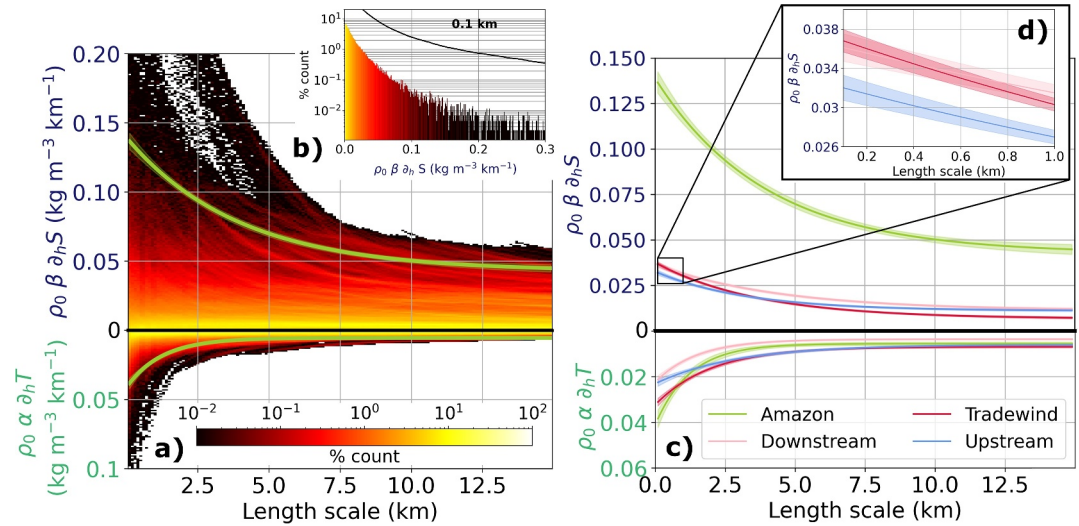 a)
0.20
0.15
0.10
0.05
0
0.05
0.1
ρ₀ β ∂ₕS (kg m⁻³ km⁻¹)
ρ₀ α ∂ₕT
(kg m⁻³ km⁻¹)
10⁻² 10⁻¹ 10⁰ 10¹ 10²
% count
2.5 5.0 7.5 10.0 12.5
Length scale (km)
b)
0.1 km
10¹
10⁰
10⁻¹
10⁻²
% count
0.0 0.1 0.2 0.3
ρ₀ β ∂ₕ S (kg m⁻³ km⁻¹)
c)
0.150
0.125
0.100
0.075
0.050
0.025
0
0.02
0.04
0.06
ρ₀ β ∂ₕS
ρ₀ α ∂ₕT
Amazon Tradewind
Downstream Upstream
0.0 2.5 5.0 7.5 10.0 12.5
Length scale (km)
d)
0.038
0.034
0.03
0.026
ρ₀ β ∂ₕS
0.2 0.4 0.6 0.8 1.0
Length scale (km)